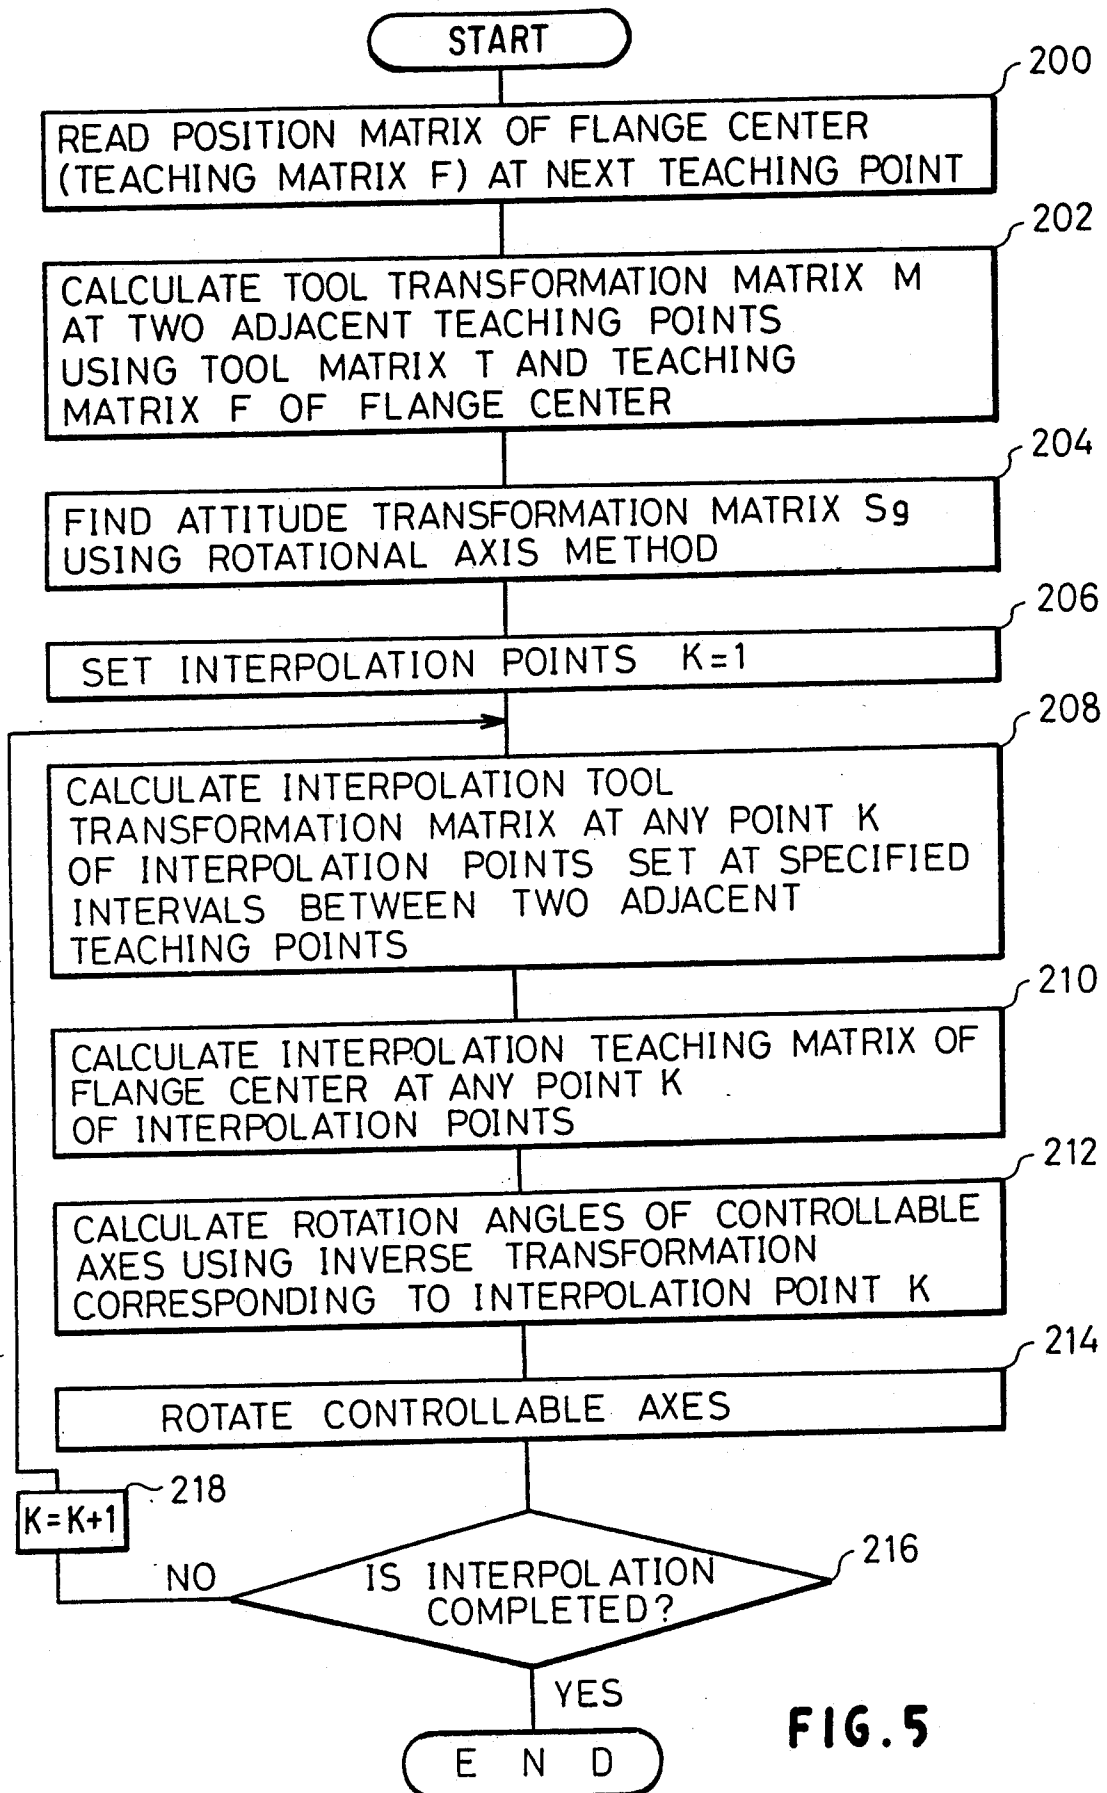 START
200
READ POSITION MATRIX OF FLANGE CENTER
(TEACHING MATRIX F) AT NEXT TEACHING POINT
202
CALCULATE TOOL TRANSFORMATION MATRIX M
AT TWO ADJACENT TEACHING POINTS
USING TOOL MATRIX T AND TEACHING
MATRIX F OF FLANGE CENTER
204
FIND ATTITUDE TRANSFORMATION MATRIX Sg
USING ROTATIONAL AXIS METHOD
206
SET INTERPOLATION POINTS K=1
208
CALCULATE INTERPOLATION TOOL
TRANSFORMATION MATRIX AT ANY POINT K
OF INTERPOLATION POINTS SET AT SPECIFIED
INTERVALS BETWEEN TWO ADJACENT
TEACHING POINTS
210
CALCULATE INTERPOLATION TEACHING MATRIX OF
FLANGE CENTER AT ANY POINT K
OF INTERPOLATION POINTS
212
CALCULATE ROTATION ANGLES OF CONTROLLABLE
AXES USING INVERSE TRANSFORMATION
CORRESPONDING TO INTERPOLATION POINT K
214
ROTATE CONTROLLABLE AXES
218
K=K+1
216
NO
IS INTERPOLATION
COMPLETED?
YES
FIG.5
END